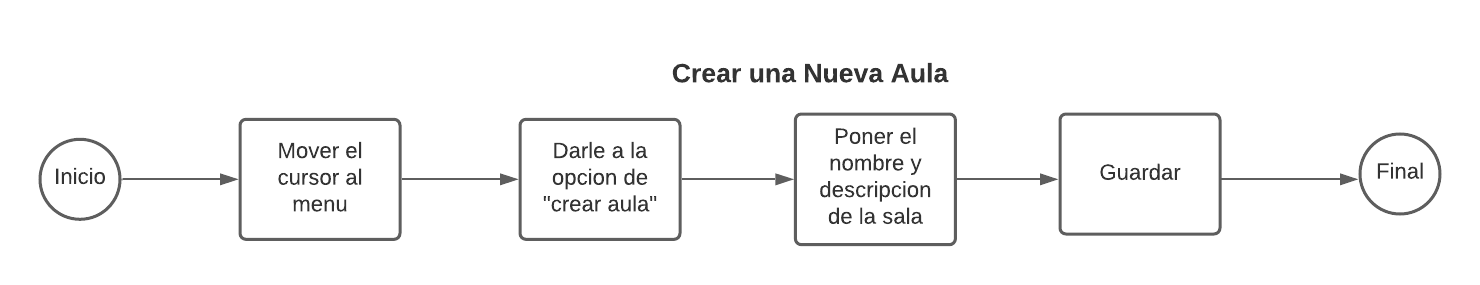 Crear una Nueva Aula
Inicio
Mover el
cursor al
menu
Darle a la
opcion de
"crear aula"
Poner el
nombre y
descripcion
de la sala
Guardar
Final